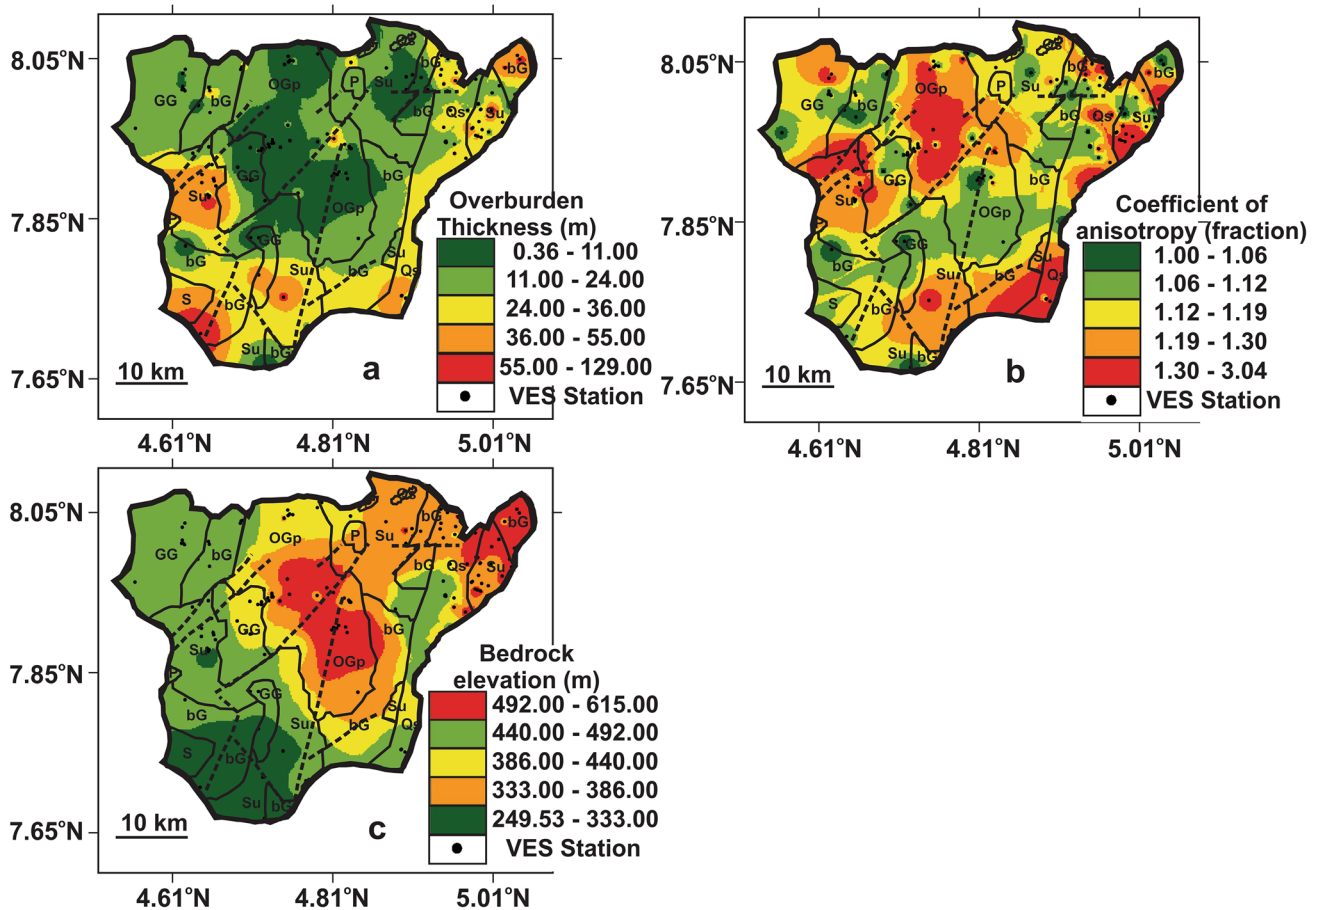 8.05°N
7.85°N
7.65°N
4.61°N
4.81°N
5.01°N
GG
bG
OGp
P
Su
Qs
bG
bG
bG
Qs
Su
GG
Su
bG
OGp
P
GG
bG
Su
Su
bG
Qs
S
bG
Su
bG
10 km
a
Overburden
Thickness (m)
0.36 - 11.00
11.00 - 24.00
24.00 - 36.00
36.00 - 55.00
55.00 - 129.00
VES Station
8.05°N
7.85°N
7.65°N
4.61°N
4.81°N
5.01°N
GG
bG
OGp
P
Su
Qs
bG
bG
bG
Qs
Su
GG
Su
bG
OGp
P
GG
bG
Su
Su
bG
Qs
S
bG
Su
bG
10 km
b
Coefficient of
anisotropy (fraction)
1.00 - 1.06
1.06 - 1.12
1.12 - 1.19
1.19 - 1.30
1.30 - 3.04
VES Station
8.05°N
7.85°N
7.65°N
4.61°N
4.81°N
5.01°N
GG
bG
OGp
P
Su
Qs
bG
bG
bG
Qs
Su
GG
Su
bG
OGp
P
GG
bG
Su
Su
bG
Qs
S
bG
Su
bG
10 km
c
Bedrock
elevation (m)
492.00 - 615.00
440.00 - 492.00
386.00 - 440.00
333.00 - 386.00
249.53 - 333.00
VES Station